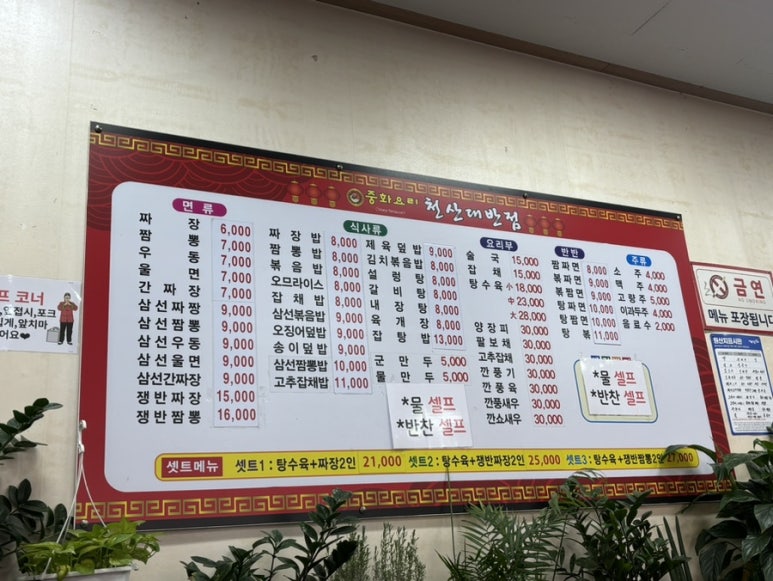 중화요리 천산대반점
면 류
짜 장 6,000
짬 뽕 7,000
우 동 7,000
울 면 7,000
간 짜 장 7,000
삼선짜짱 9,000
삼선짬뽕 9,000
삼선우동 9,000
삼선울면 9,000
삼선간짜장 9,000
쟁반짜장 15,000
쟁반짬뽕 16,000
식사류
짜 장 밥 8,000
짬 뽕 밥 8,000
볶 음 밥 8,000
오므라이스 8,000
잡 채 밥 8,000
삼선볶음밥 9,000
오징어덮밥 9,000
송 이 덮 밥 9,000
삼선짬뽕밥 10,000
고추잡채밥 11,000
제 육 덮 밥 9,000
김치볶음밥 8,000
설 렁 탕 8,000
갈 비 탕 8,000
내 장 탕 8,000
육 개 장 8,000
잡 탕 밥 13,000
군 만 두 5,000
물 만 두 5,000
요리부
술 국 15,000
잡 채 15,000
탕수육 小 18,000
中 23,000
大 28,000
양 장 피 30,000
팔 보 채 30,000
고추잡채 30,000
깐 풍 기 30,000
깐 풍 육 30,000
깐풍새우 30,000
깐쇼새우 30,000
반반
짬짜면 8,000
볶짜면 9,000
볶짬면 9,000
탕짜면 10,000
탕짬면 10,000
탕 볶 11,000
주류
소 주 4,000
맥 주 4,000
고 량 주 5,000
이과두주 4,000
음 료 수 2,000
*물 셀프
*반찬 셀프
*물 셀프
*반찬 셀프
셋트메뉴 셋트1 : 탕수육+짜장2인 21,000 셋트2 : 탕수육+쟁반짜장2인 25,000 셋트3 : 탕수육+쟁반짬뽕2인 27,000
프 코너
,앞접시,포크
집게,앞치마
어요♥
금연
NO SMOKING
메뉴 포장됩니다
원산지표시판